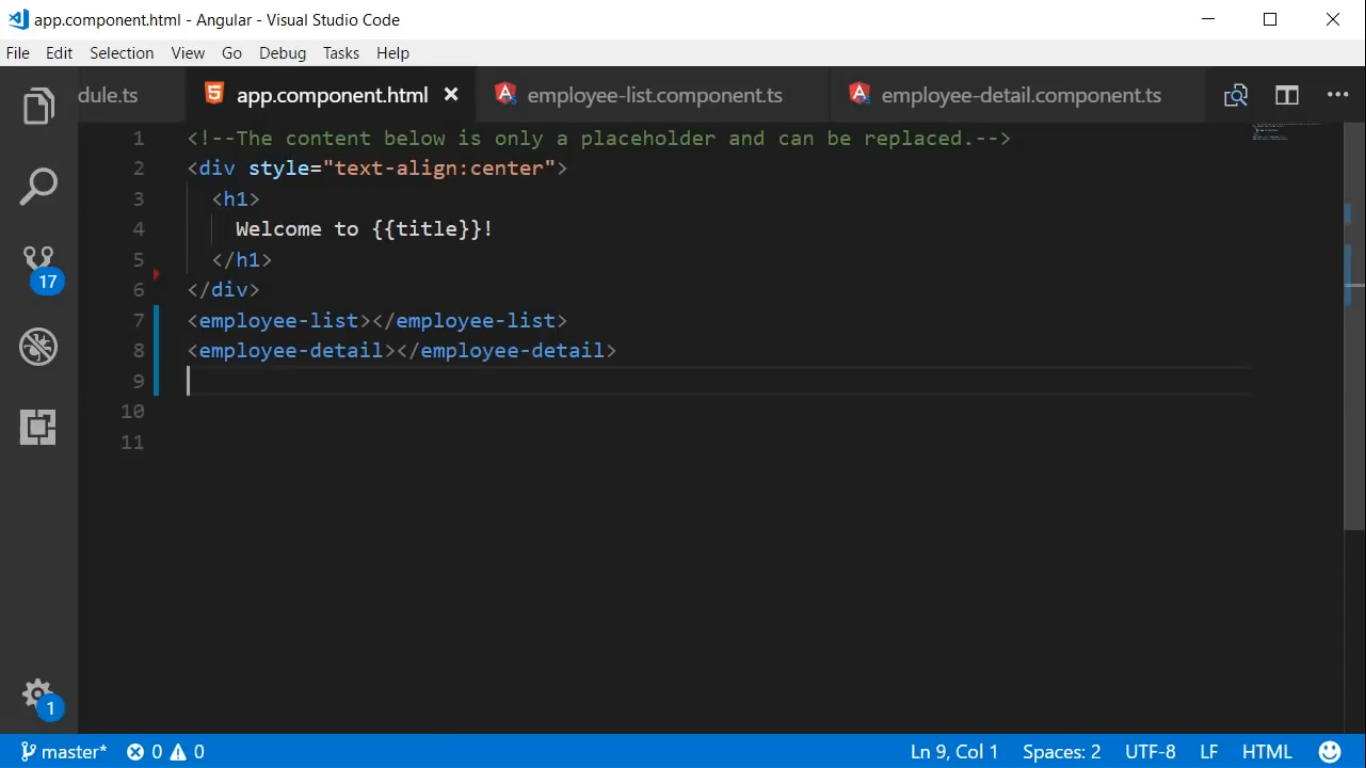 app.component.html - Angular - Visual Studio Code
File Edit Selection View Go Debug Tasks Help
dule.ts app.component.html employee-list.component.ts employee-detail.component.ts
1 <!--The content below is only a placeholder and can be replaced.-->
2 <div style="text-align:center">
3 <h1>
4 Welcome to {{title}}!
5 </h1>
6 </div>
7 <employee-list></employee-list>
8 <employee-detail></employee-detail>
9
10
11
17
1
master* 0 0 Ln 9, Col 1 Spaces: 2 UTF-8 LF HTML